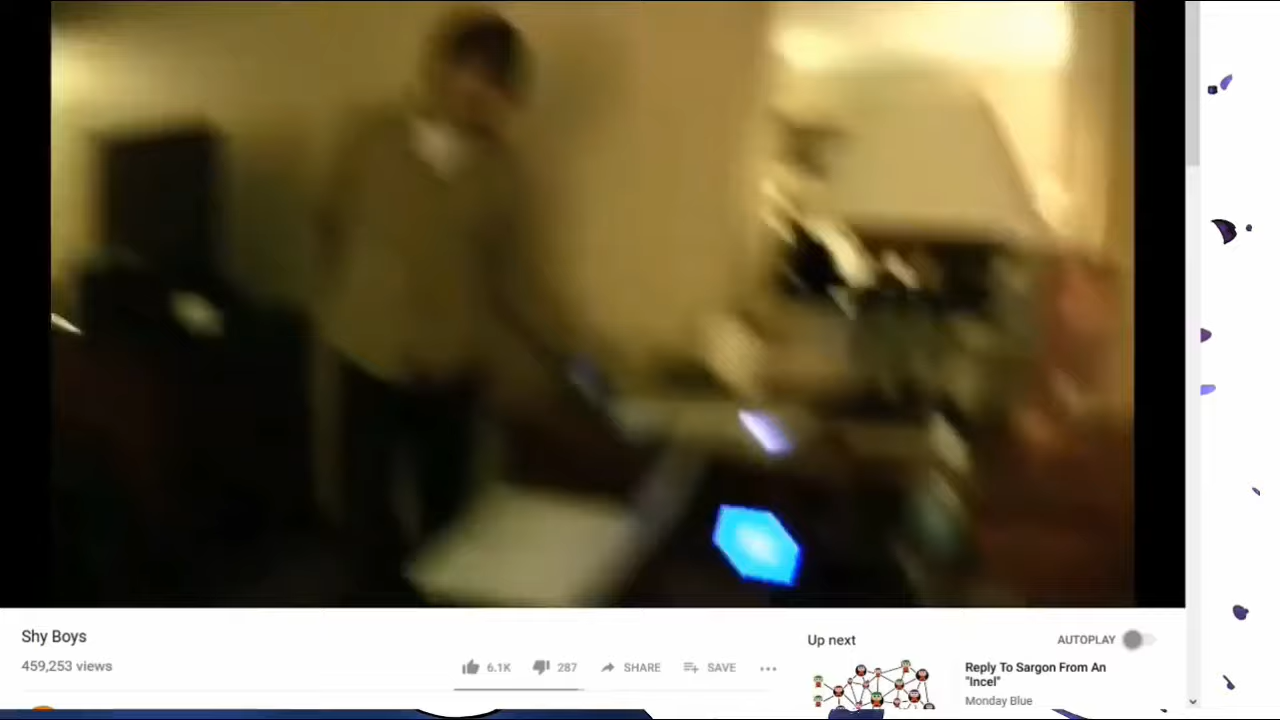 Shy Boys
459,253 views
6.1K
287
SHARE
SAVE
Up next
AUTOPLAY
Reply To Sargon From An
"Incel"
Monday Blue